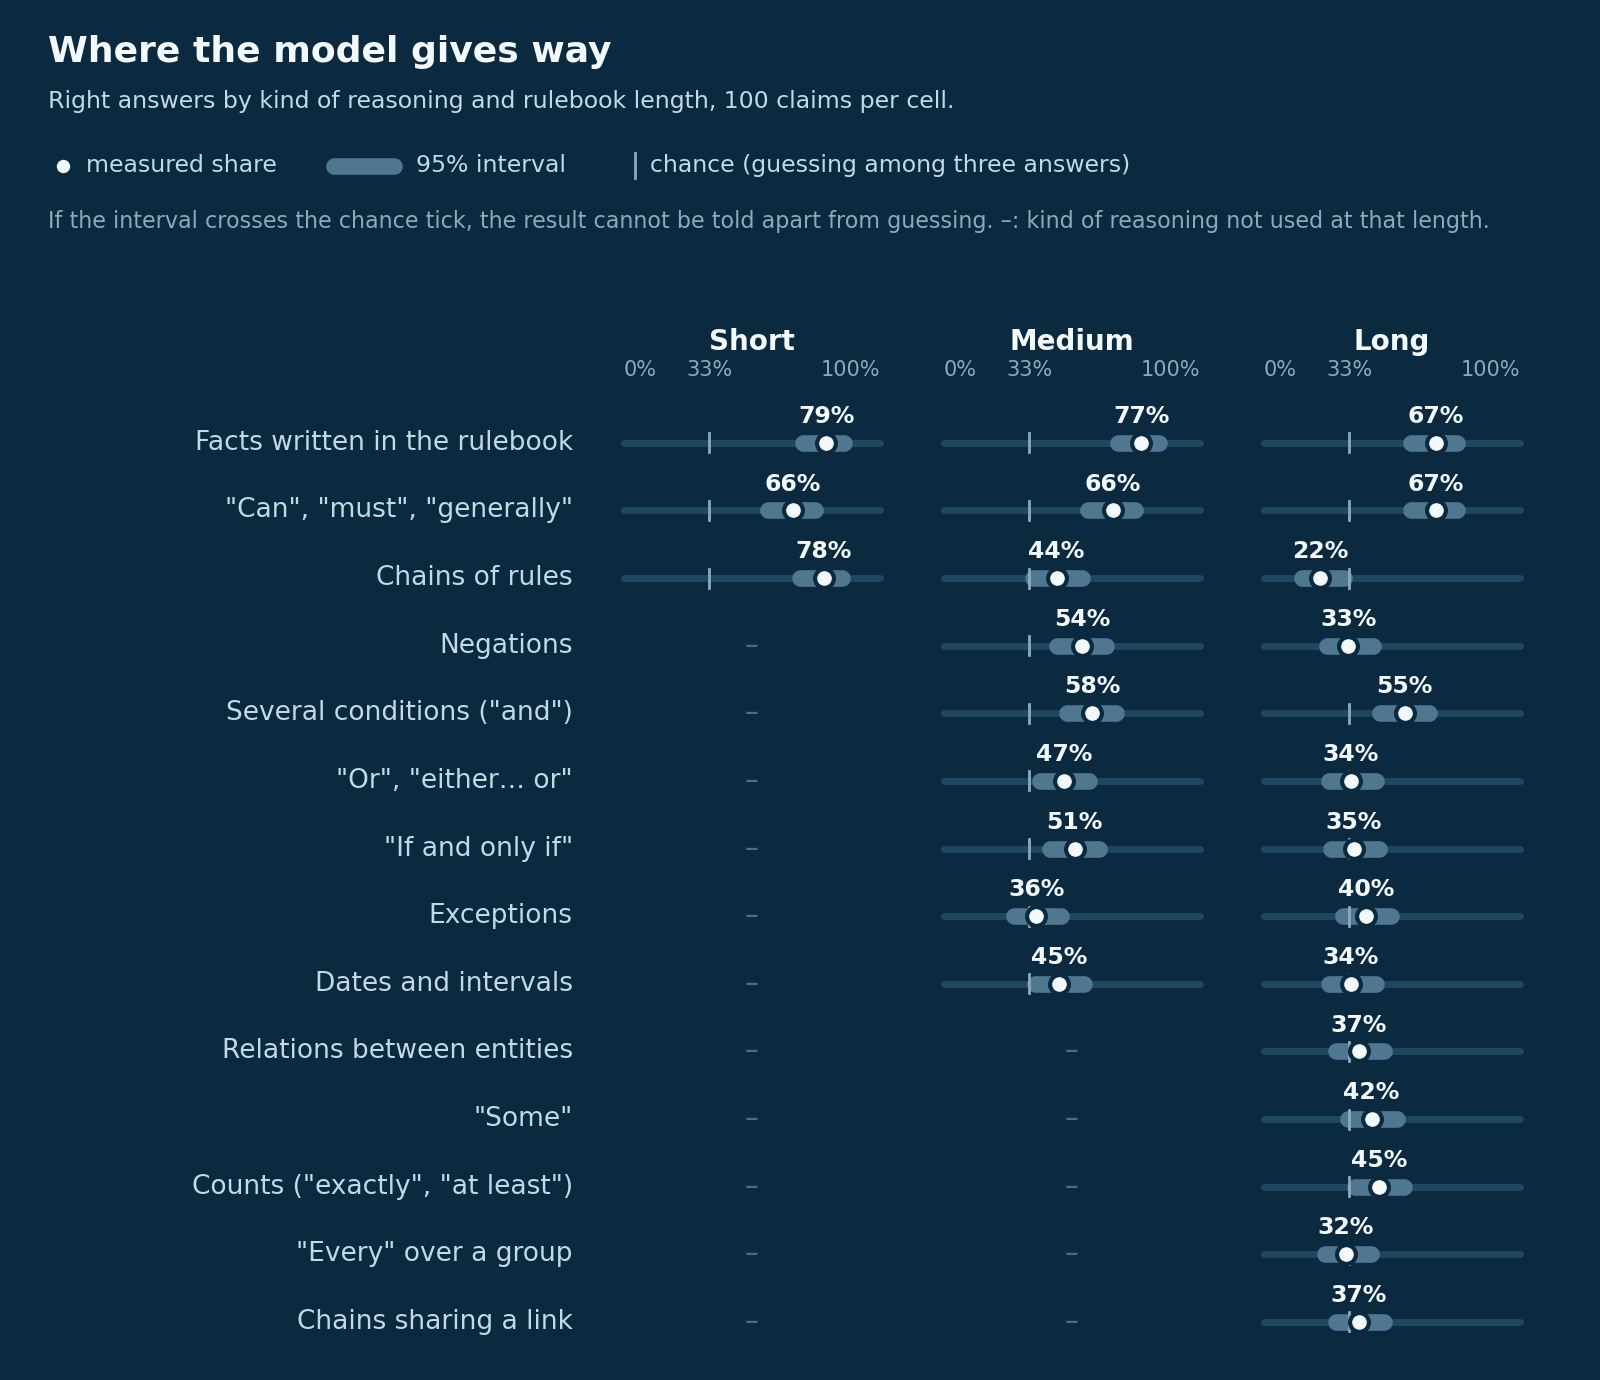 Where the model gives way
Right answers by kind of reasoning and rulebook length, 100 claims per cell.
measured share 95% interval chance (guessing among three answers)
If the interval crosses the chance tick, the result cannot be told apart from guessing. –: kind of reasoning not used at that length.
Short Medium Long
0% 33% 100% 0% 33% 100% 0% 33% 100%
79% 77% 67%
Facts written in the rulebook
66% 66% 67%
"Can", "must", "generally"
78% 44% 22%
Chains of rules
54% 33%
Negations –
58% 55%
Several conditions ("and") –
47% 34%
"Or", "either... or" –
51% 35%
"If and only if" –
36% 40%
Exceptions –
45% 34%
Dates and intervals –
37%
Relations between entities – –
42%
"Some" – –
45%
Counts ("exactly", "at least") – –
32%
"Every" over a group – –
37%
Chains sharing a link – –